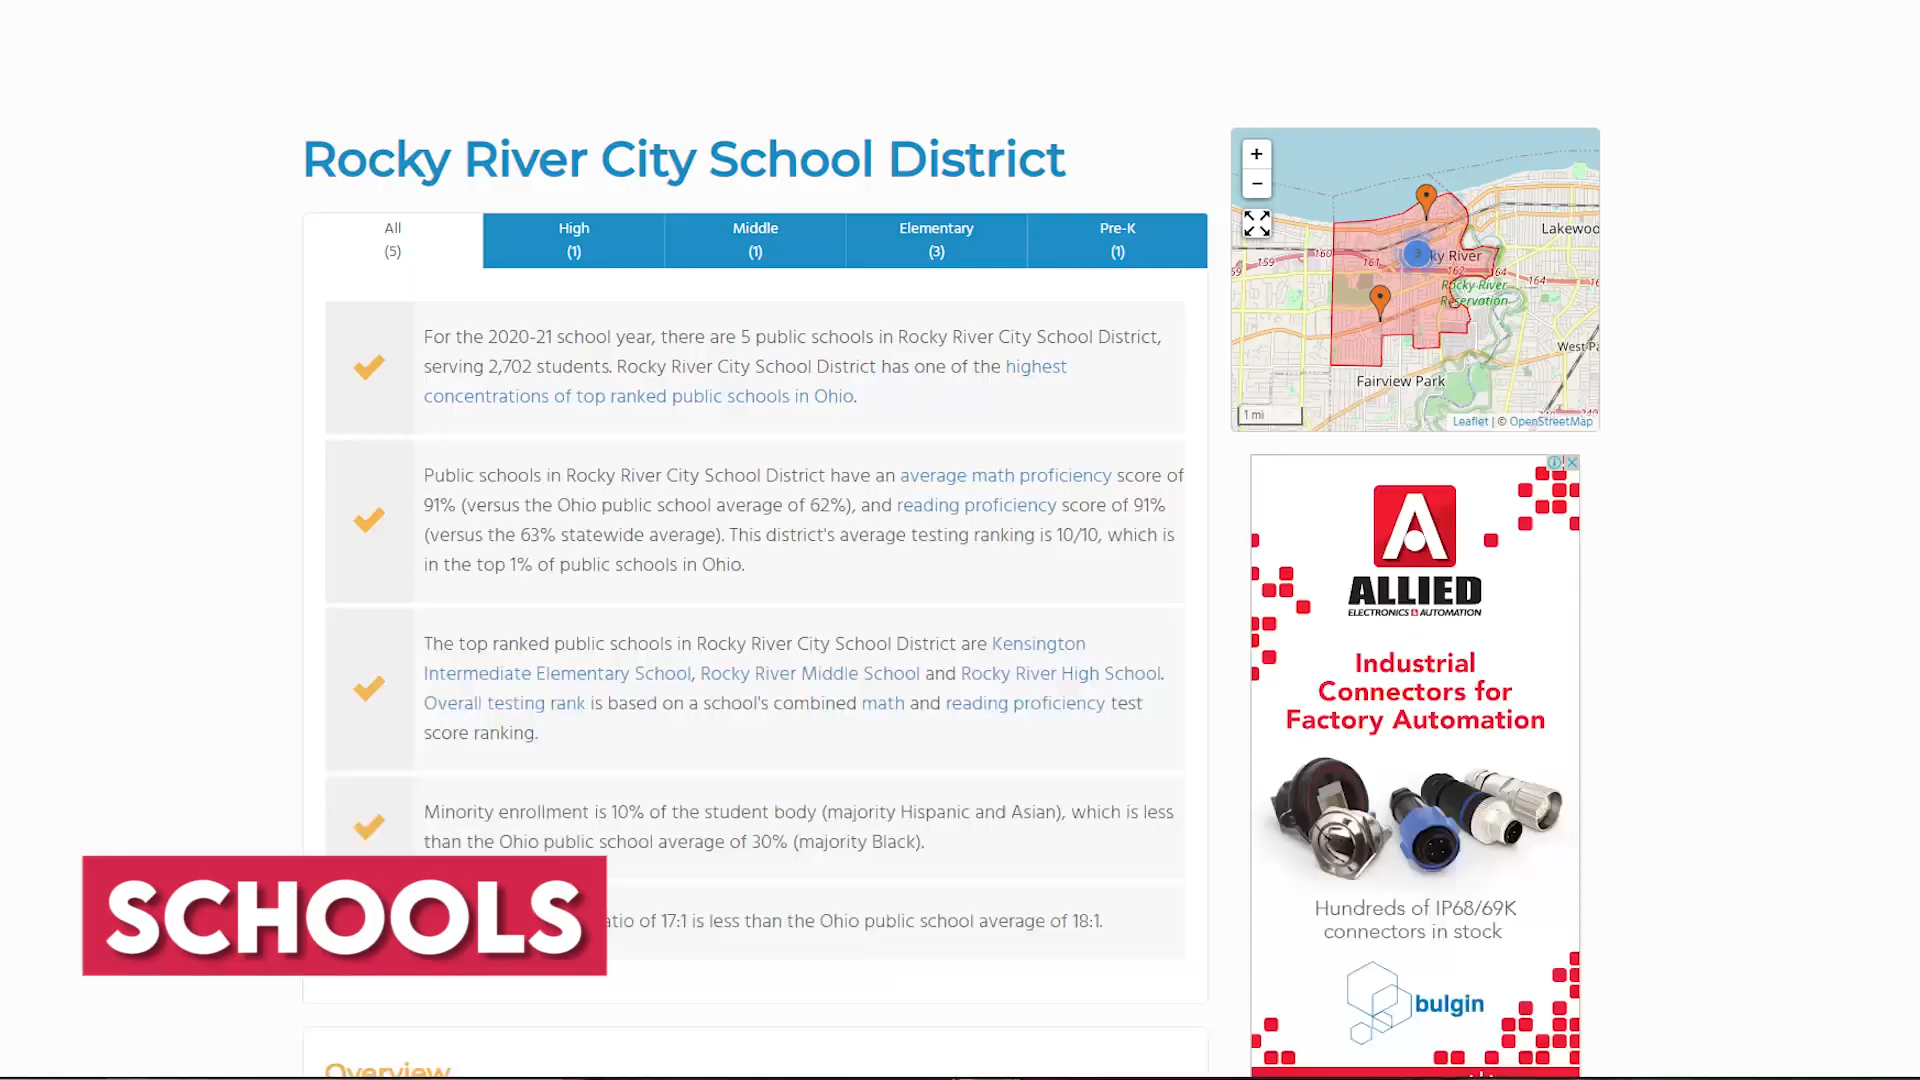 Rocky River City School District
All
(5)
High
(1)
Middle
(1)
Elementary
(3)
Pre-K
(1)
For the 2020-21 school year, there are 5 public schools in Rocky River City School District,
serving 2,702 students. Rocky River City School District has one of the highest
concentrations of top ranked public schools in Ohio.
Public schools in Rocky River City School District have an average math proficiency score of
91% (versus the Ohio public school average of 62%), and reading proficiency score of 91%
(versus the 63% statewide average). This district's average testing ranking is 10/10, which is
in the top 1% of public schools in Ohio.
The top ranked public schools in Rocky River City School District are Kensington
Intermediate Elementary School, Rocky River Middle School and Rocky River High School.
Overall testing rank is based on a school's combined math and reading proficiency test
score ranking.
Minority enrollment is 10% of the student body (majority Hispanic and Asian), which is less
than the Ohio public school average of 30% (majority Black).
atio of 17:1 is less than the Ohio public school average of 18:1.
SCHOOLS
Overview
+
−
Lakewoo
59 159 160 161 162 164 164
3
ky River
Rocky River
Reservation
West Pa
Fairview Park
1 mi
Leaflet | © OpenStreetMap
A
ALLIED
ELECTRONICS & AUTOMATION
Industrial
Connectors for
Factory Automation
Hundreds of IP68/69K
connectors in stock
bulgin